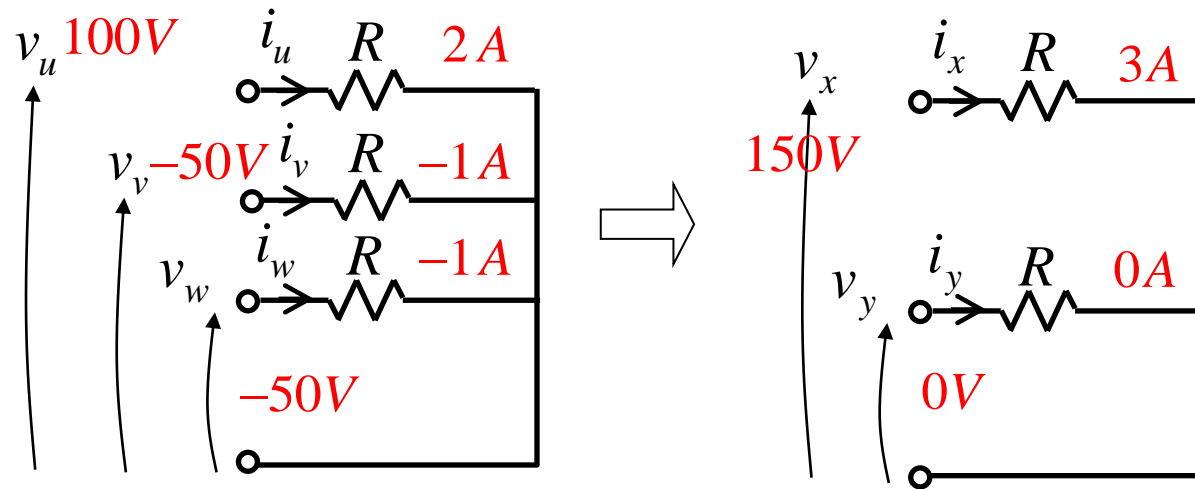 v_u 100V i_u R 2A
v_v −50V i_v R −1A
v_w i_w R −1A
−50V
v_x i_x R 3A
150V
v_y i_y R 0A
0V